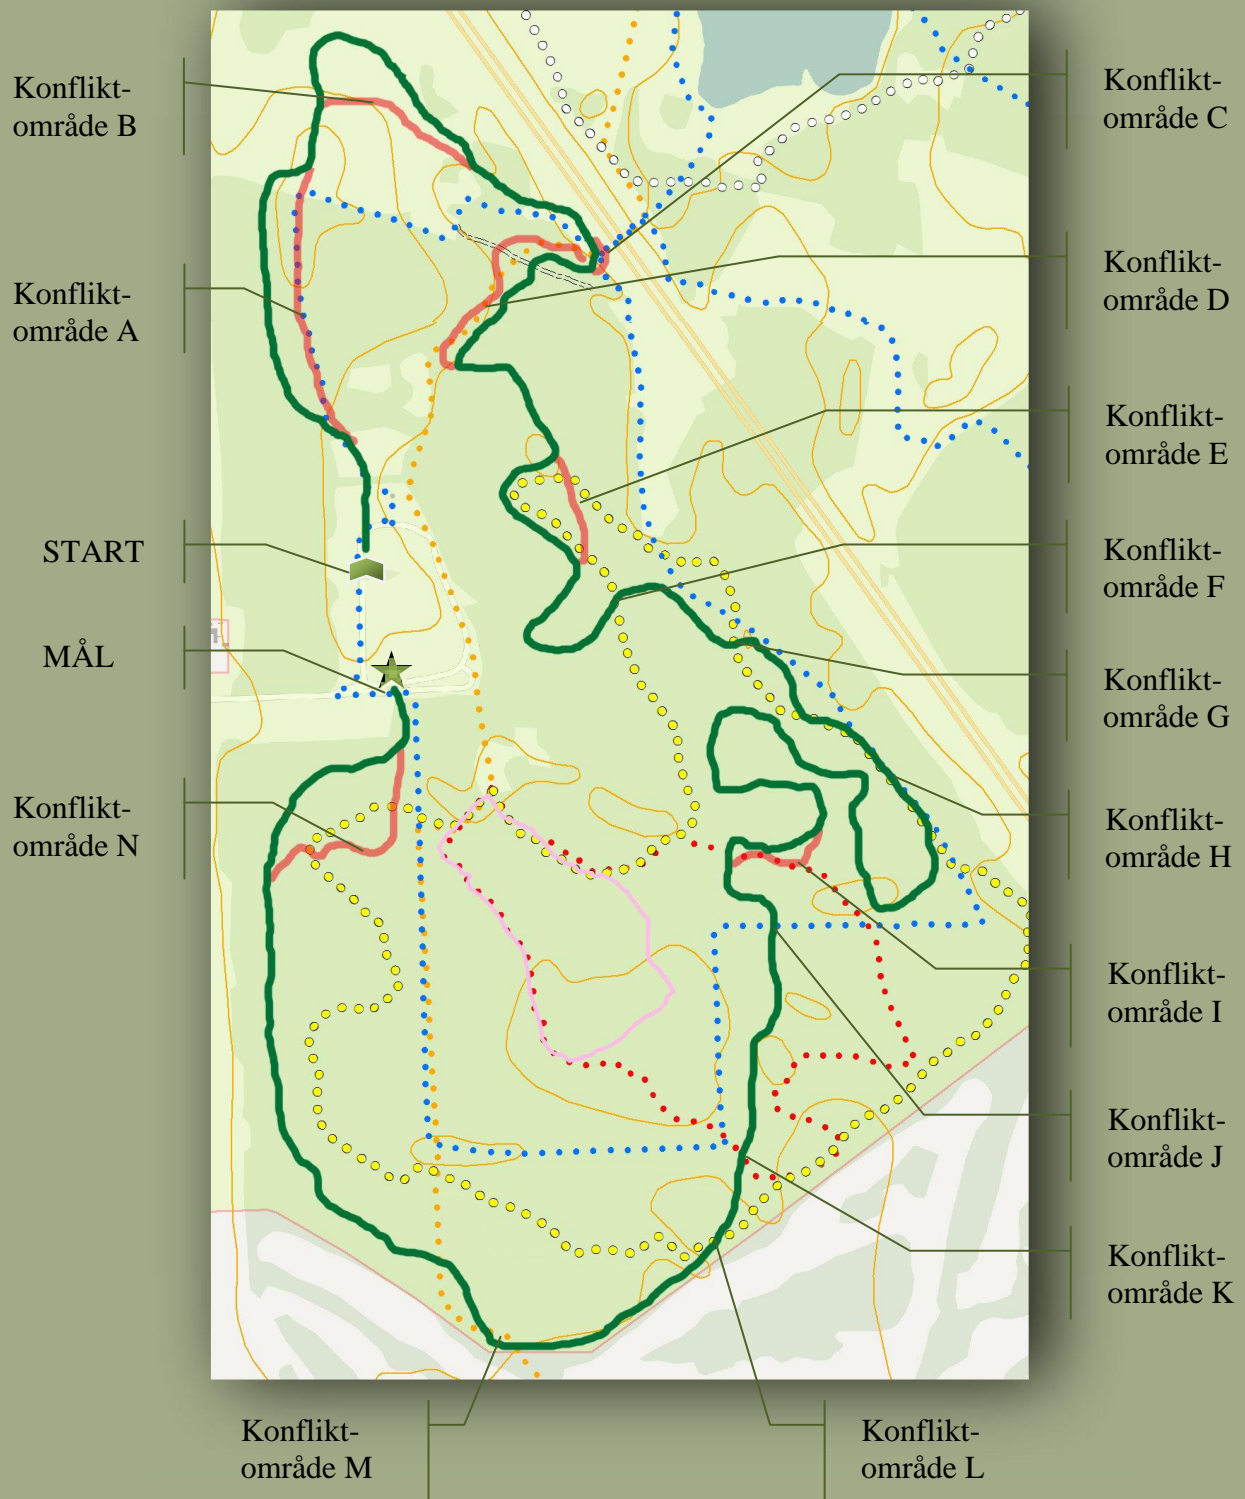 Konflikt-
område B
Konflikt-
område A
START
MÅL
Konflikt-
område N
Konflikt-
område C
Konflikt-
område D
Konflikt-
område E
Konflikt-
område F
Konflikt-
område G
Konflikt-
område H
Konflikt-
område I
Konflikt-
område J
Konflikt-
område K
Konflikt-
område M
Konflikt-
område L